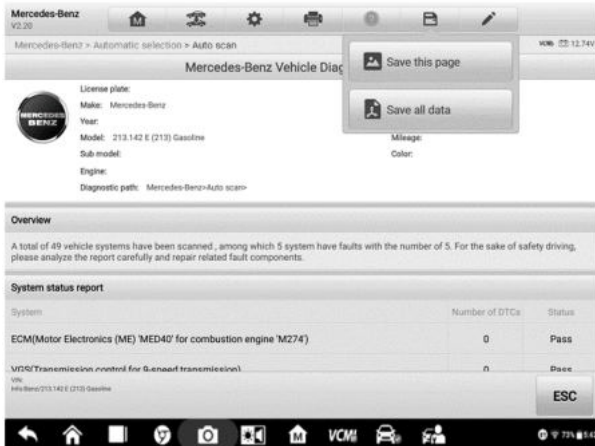 Mercedes-Benz
V2.20
Mercedes-Benz > Automatic selection > Auto scan
12.74V
Mercedes-Benz Vehicle Diag
Save this page
Save all data
MERCEDES
BENZ
License plate:
Make: Mercedes-Benz
Year:
Model: 213.142 E (213) Gasoline
Mileage:
Sub model:
Color:
Engine:
Diagnostic path: Mercedes-Benz>Auto scan>
Overview
A total of 49 vehicle systems have been scanned , among which 5 system have faults with the number of 5. For the sake of safety driving,
please analyze the report carefully and repair related fault components.
System status report
System Number of DTCs Status
ECM(Motor Electronics (ME) 'MED40' for combustion engine 'M274') 0 Pass
VGS(Transmission control for 9-speed transmission) 0 Pass
VIN:
Info:Benz/213.142 E (213) Gasoline
ESC
M
VCMI
73%